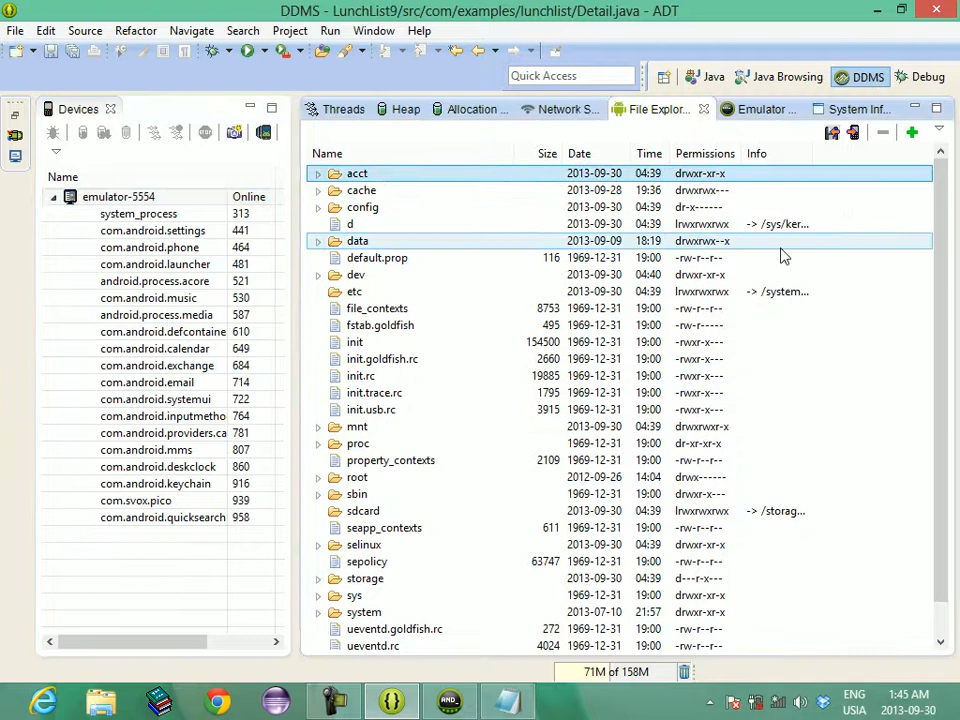 DDMS - LunchList9/src/com/examples/lunchlist/Detail.java - ADT
File Edit Source Refactor Navigate Search Project Run Window Help
Quick Access Java Java Browsing DDMS Debug
Devices
Threads Heap Allocation ... Network S... File Explor... Emulator ... System Inf...
Name
emulator-5554 Online
system_process 313
com.android.settings 441
com.android.phone 464
com.android.launcher 481
android.process.acore 521
com.android.music 530
android.process.media 587
com.android.defcontaine 610
com.android.calendar 649
com.android.exchange 684
com.android.email 714
com.android.systemui 722
com.android.inputmetho 764
com.android.providers.ca 781
com.android.mms 807
com.android.deskclock 860
com.android.keychain 916
com.svox.pico 939
com.android.quicksearch 958
Name Size Date Time Permissions Info
acct 2013-09-30 04:39 drwxr-xr-x
cache 2013-09-28 19:36 drwxrwx---
config 2013-09-30 04:39 dr-x------
d 2013-09-30 04:39 lrwxrwxrwx -> /sys/ker...
data 2013-09-09 18:19 drwxrwx--x
default.prop 116 1969-12-31 19:00 -rw-r--r--
dev 2013-09-30 04:40 drwxr-xr-x
etc 2013-09-30 04:39 lrwxrwxrwx -> /system...
file_contexts 8753 1969-12-31 19:00 -rw-r--r--
fstab.goldfish 495 1969-12-31 19:00 -rw-r-----
init 154500 1969-12-31 19:00 -rwxr-x---
init.goldfish.rc 2660 1969-12-31 19:00 -rwxr-x---
init.rc 19885 1969-12-31 19:00 -rwxr-x---
init.trace.rc 1795 1969-12-31 19:00 -rwxr-x---
init.usb.rc 3915 1969-12-31 19:00 -rwxr-x---
mnt 2013-09-30 04:39 drwxrwxr-x
proc 1969-12-31 19:00 dr-xr-xr-x
property_contexts 2109 1969-12-31 19:00 -rw-r--r--
root 2012-09-26 14:04 drwx------
sbin 1969-12-31 19:00 drwxr-x---
sdcard 2013-09-30 04:39 lrwxrwxrwx -> /storag...
seapp_contexts 611 1969-12-31 19:00 -rw-r--r--
selinux 2013-09-30 04:39 drwxr-xr-x
sepolicy 63747 1969-12-31 19:00 -rw-r--r--
storage 2013-09-30 04:39 d---r-x---
sys 2013-09-30 04:39 drwxr-xr-x
system 2013-07-10 21:57 drwxr-xr-x
ueventd.goldfish.rc 272 1969-12-31 19:00 -rw-r--r--
ueventd.rc 4024 1969-12-31 19:00 -rw-r--r--
71M of 158M
AND
ENG 1:45 AM
USIA 2013-09-30